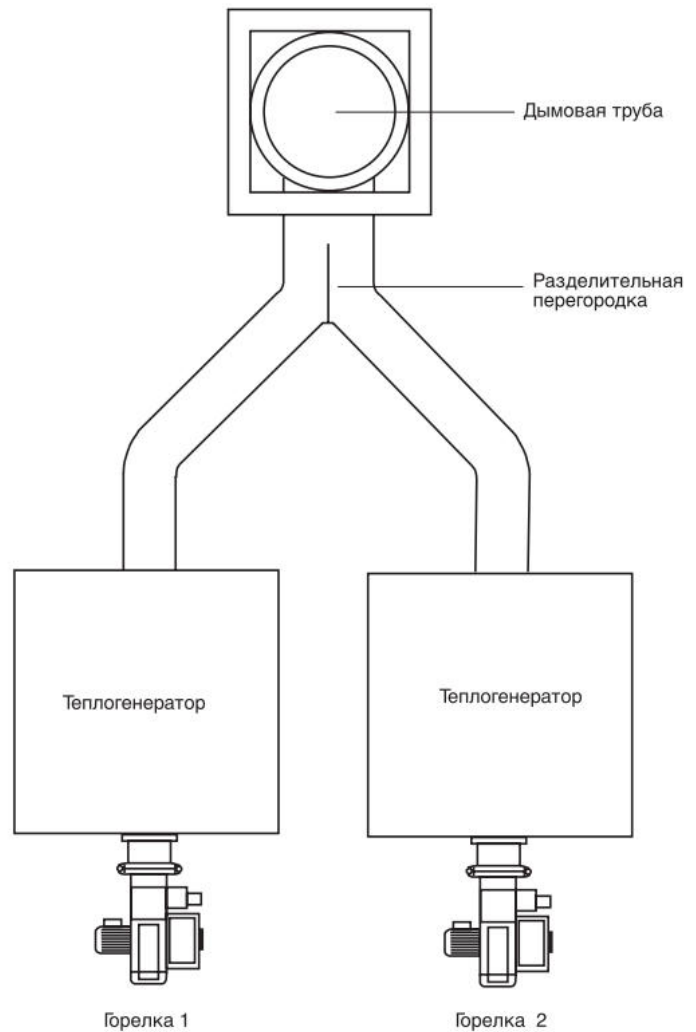 Дымовая труба
Разделительная
перегородка
Теплогенератор
Теплогенератор
Горелка 1
Горелка 2